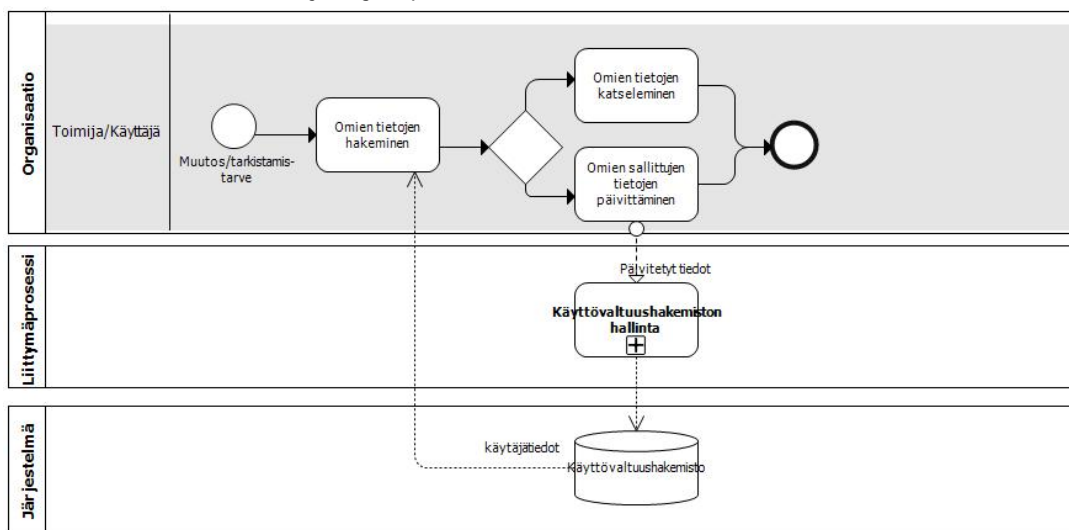 Organisaatio
Toimija/Käyttäjä
Muutos/tarkistamis-
tarve
Omien tietojen
hakeminen
Omien tietojen
katseleminen
Omien sallittujen
tietojen
päivittäminen
Liittymäprosessi
Päivitetyt tiedot
Käyttövaltuushakemiston
hallinta
Järjestelmä
käytäjätiedot
Käyttövaltuushakemisto